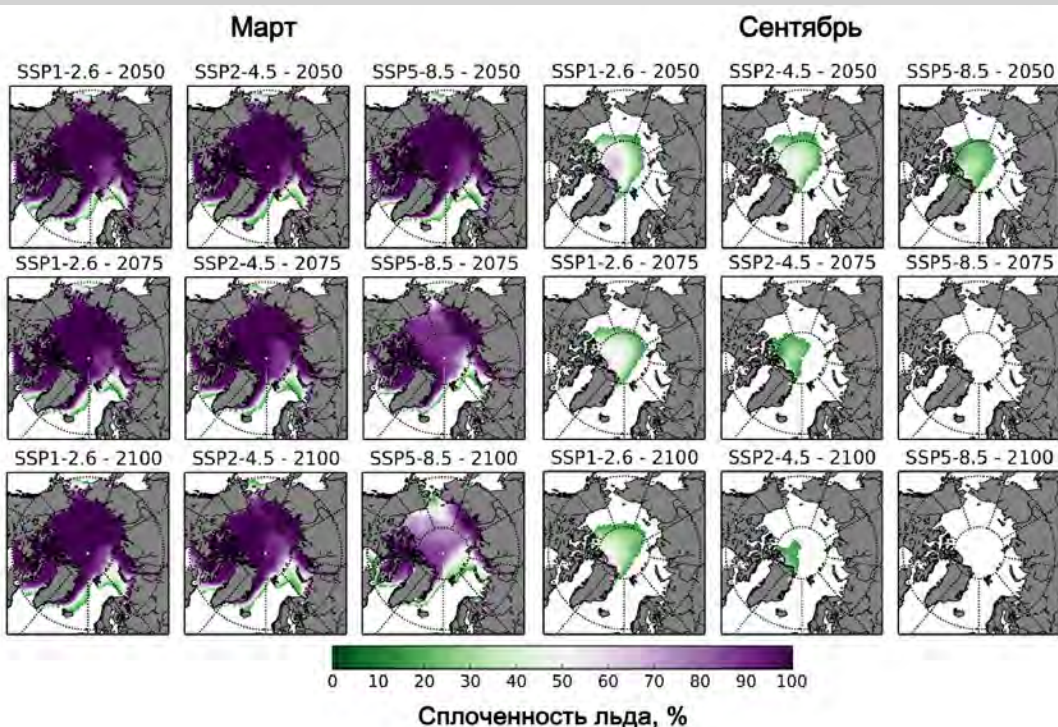 Март Сентябрь
SSP1-2.6 - 2050 SSP2-4.5 - 2050 SSP5-8.5 - 2050 SSP1-2.6 - 2050 SSP2-4.5 - 2050 SSP5-8.5 - 2050
SSP1-2.6 - 2075 SSP2-4.5 - 2075 SSP5-8.5 - 2075 SSP1-2.6 - 2075 SSP2-4.5 - 2075 SSP5-8.5 - 2075
SSP1-2.6 - 2100 SSP2-4.5 - 2100 SSP5-8.5 - 2100 SSP1-2.6 - 2100 SSP2-4.5 - 2100 SSP5-8.5 - 2100
0 10 20 30 40 50 60 70 80 90 100
Сплоченность льда, %